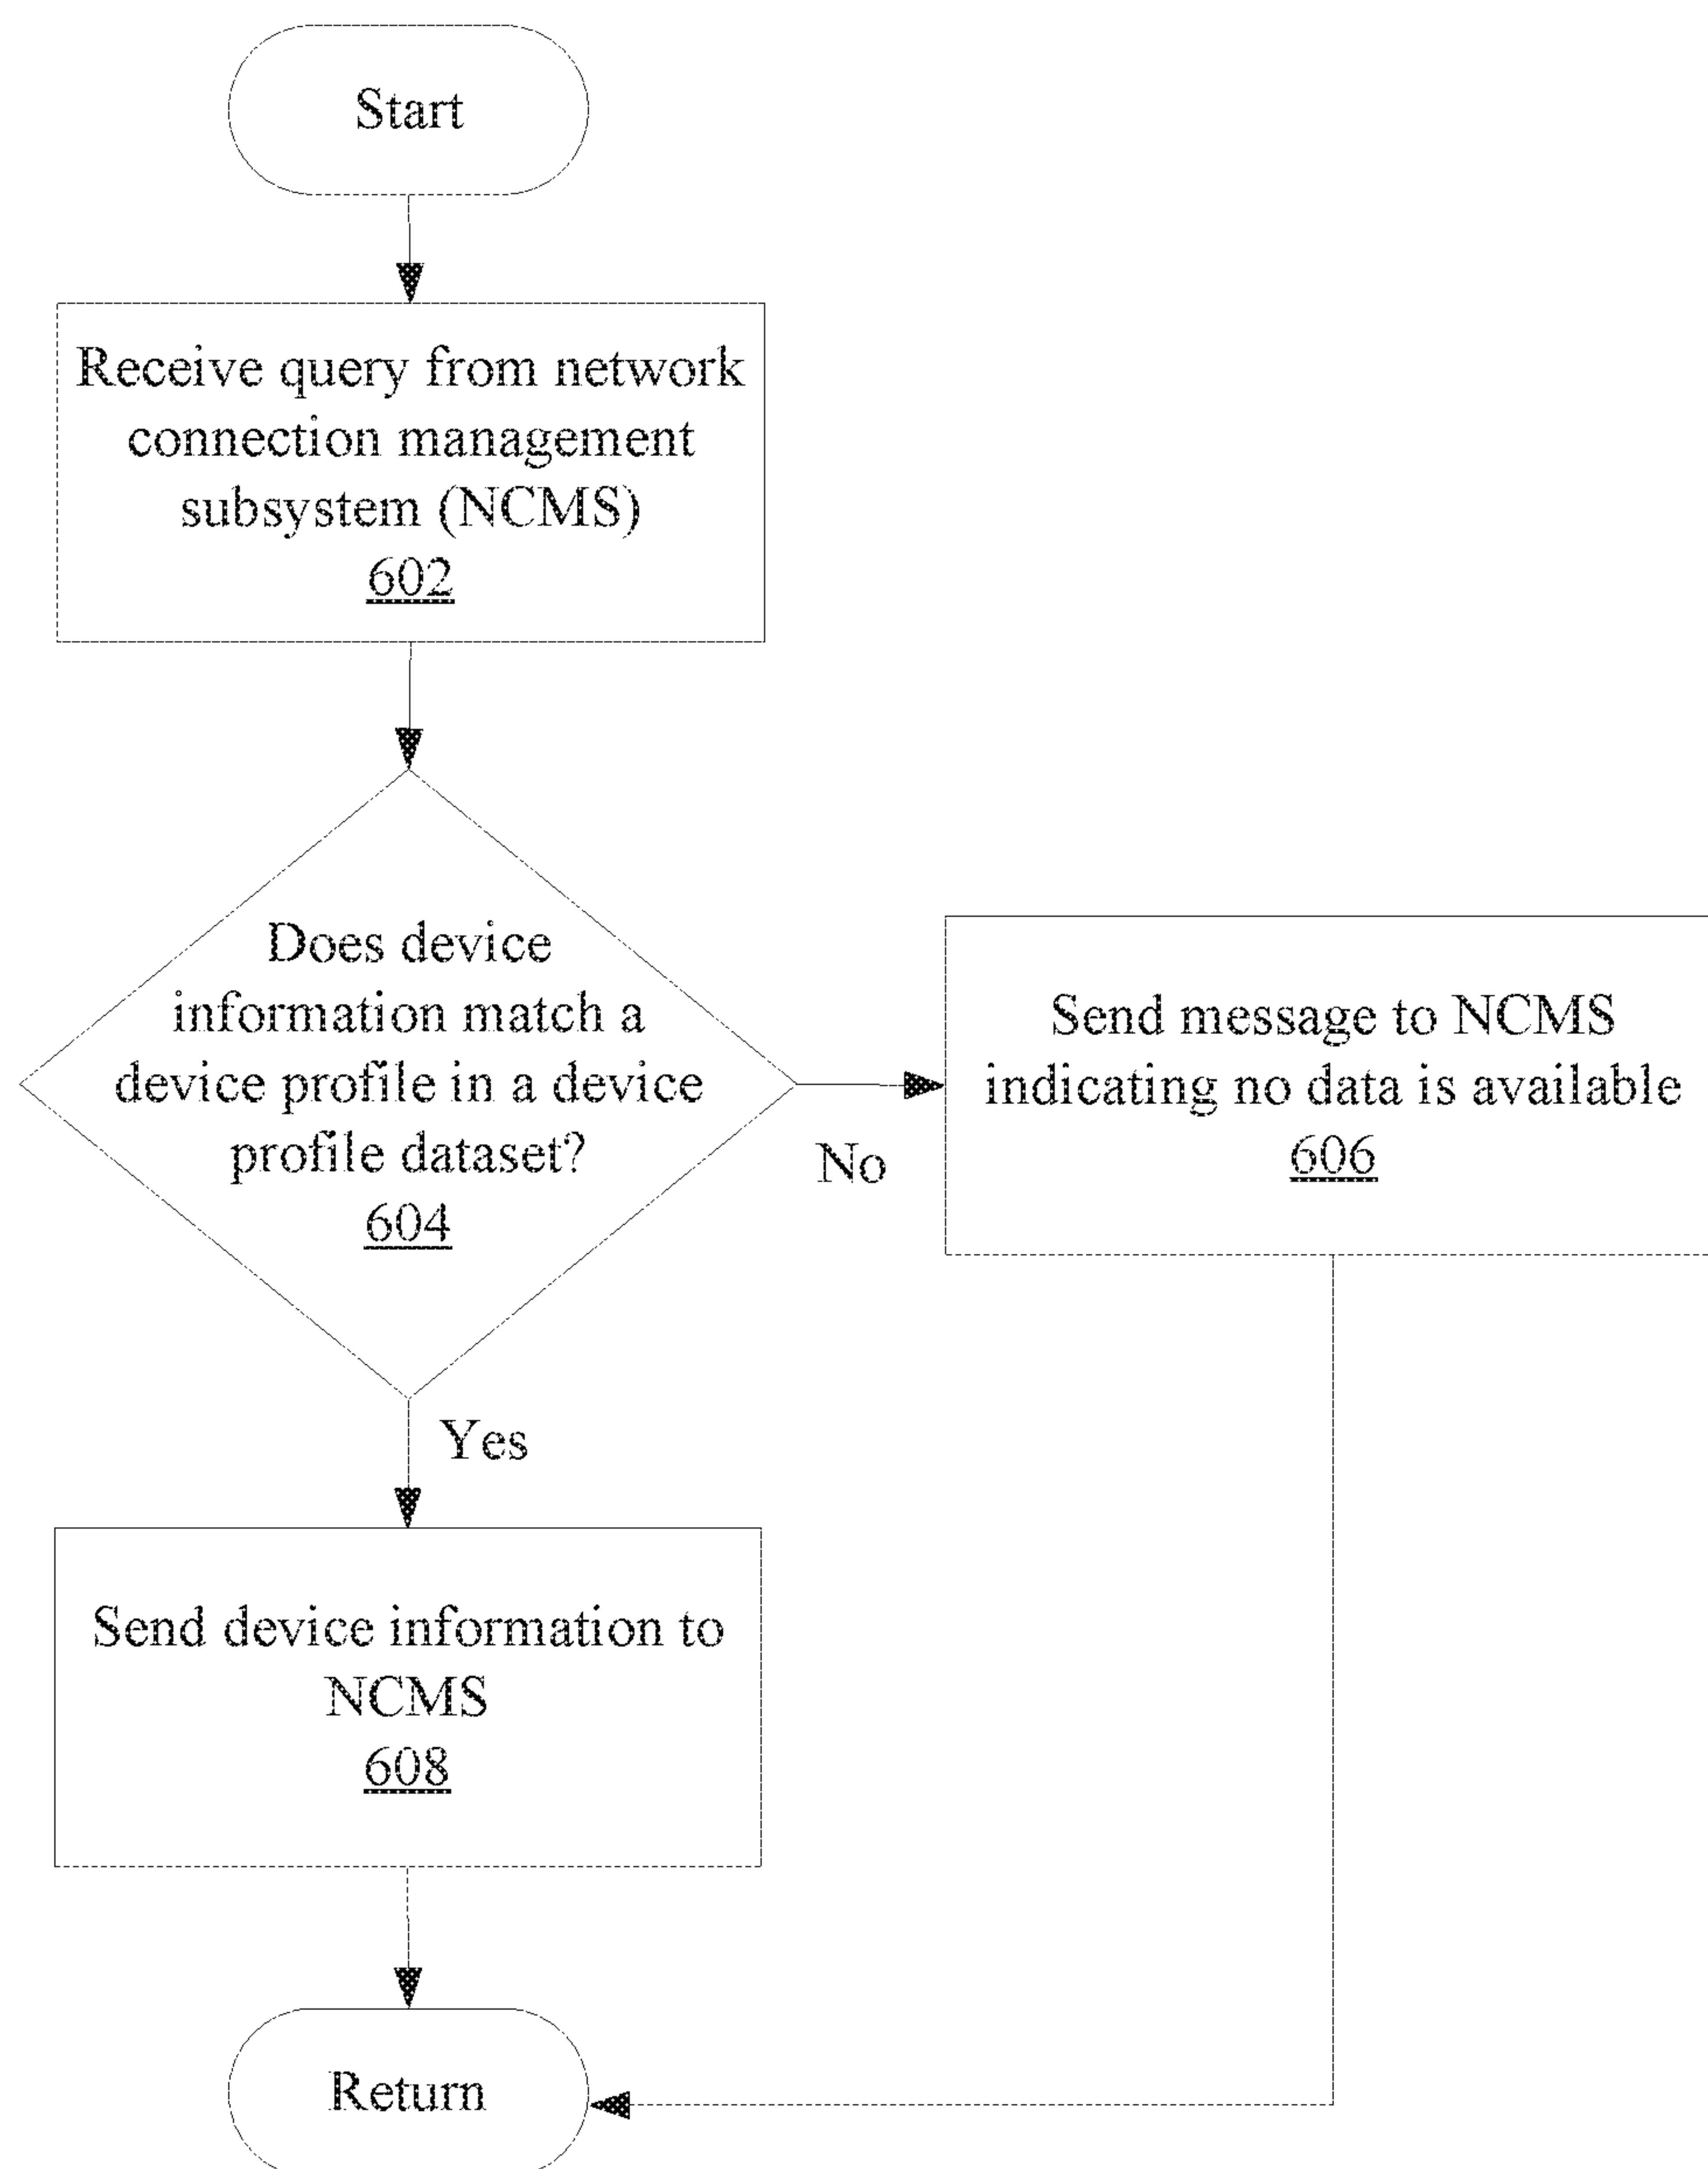 Start
Receive query from network
connection management
subsystem (NCMS)
602
Does device
information match a
device profile in a device
profile dataset?
604
No
Send message to NCMS
indicating no data is available
606
Yes
Send device information to
NCMS
608
Return